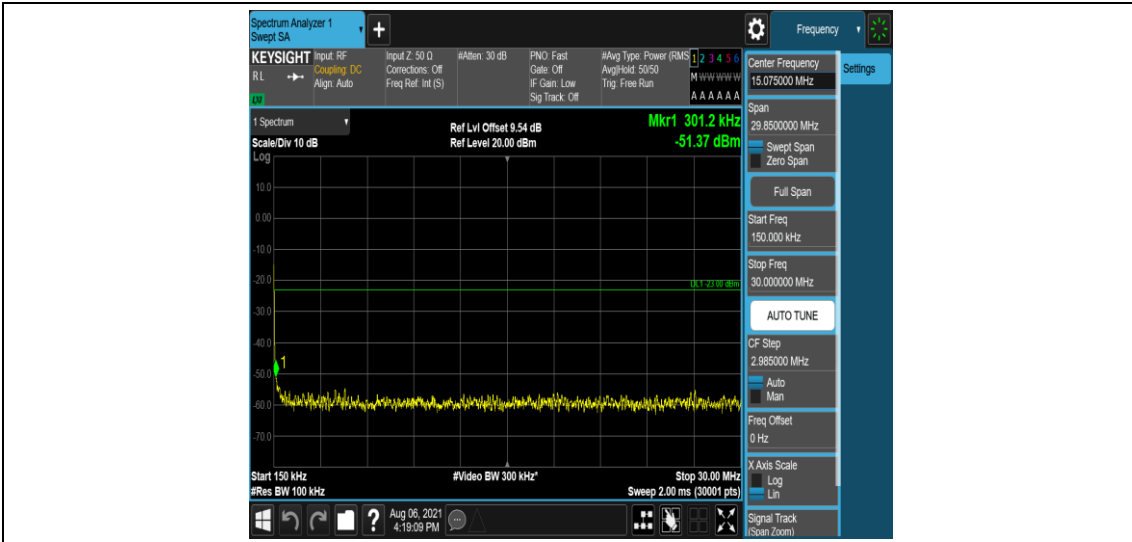 Spectrum Analyzer 1
Swept SA
+
Frequency
KEYSIGHT
RL
LXI
Input: RF
Coupling: DC
Align: Auto
Input Z: 50 Ω
Corrections: Off
Freq Ref: Int (S)
#Atten: 30 dB
PNO: Fast
Gate: Off
IF Gain: Low
Sig Track: Off
#Avg Type: Power (RMS
Avg|Hold: 50/50
Trig: Free Run
1 2 3 4 5 6
M W W W W W
A A A A A A
1 Spectrum
Scale/Div 10 dB
Ref Lvl Offset 9.54 dB
Ref Level 20.00 dBm
Mkr1 301.2 kHz
-51.37 dBm
Log
10.0
0.00
-10.0
-20.0
DL1 -23.00 dBm
-30.0
-40.0
1
-50.0
-60.0
-70.0
Start 150 kHz
#Res BW 100 kHz
#Video BW 300 kHz*
Stop 30.00 MHz
Sweep 2.00 ms (30001 pts)
?
Aug 06, 2021
4:19:09 PM
Center Frequency
15.075000 MHz
Settings
Span
29.8500000 MHz
Swept Span
Zero Span
Full Span
Start Freq
150.000 kHz
Stop Freq
30.000000 MHz
AUTO TUNE
CF Step
2.985000 MHz
Auto
Man
Freq Offset
0 Hz
X Axis Scale
Log
Lin
Signal Track
(Span Zoom)